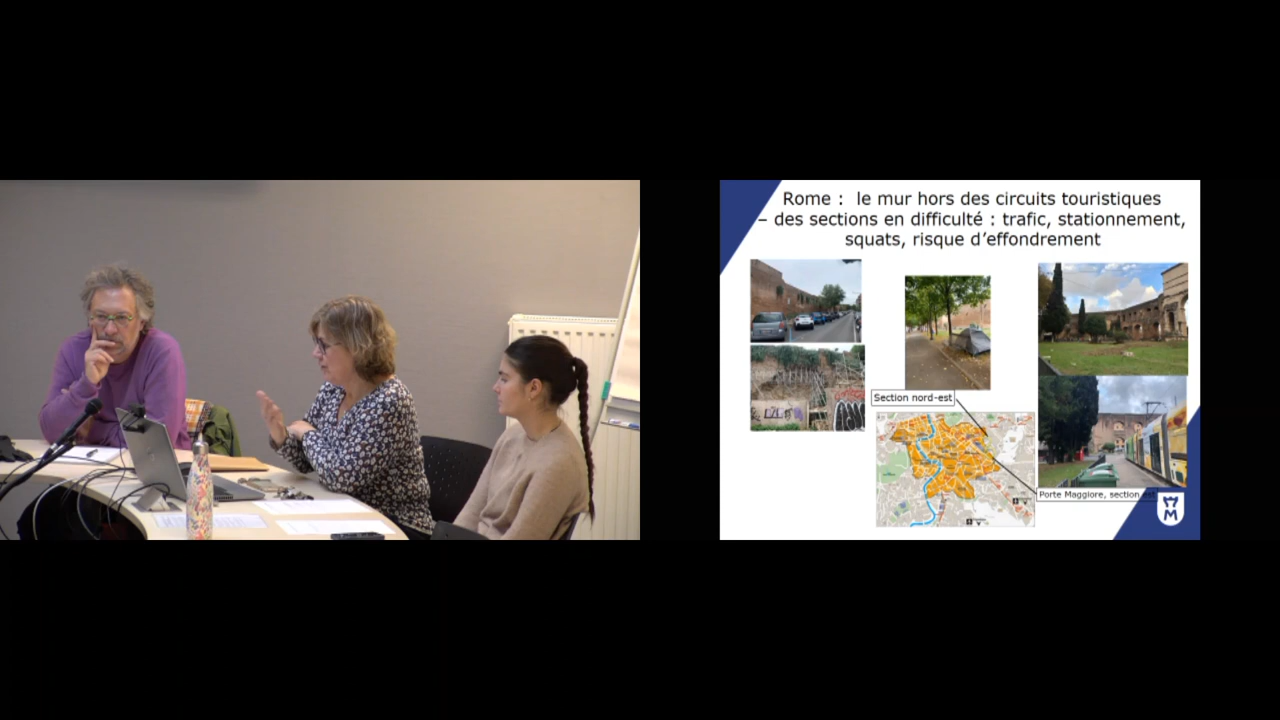 Rome : le mur hors des circuits touristiques
– des sections en difficulté : trafic, stationnement,
squats, risque d’effondrement
Section nord-est
Porte Maggiore, section est
M